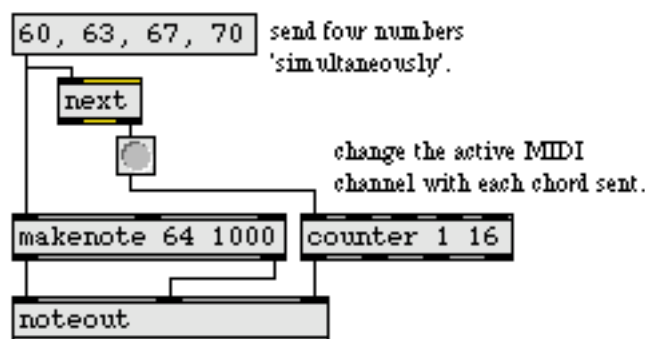 60, 63, 67, 70
send four numbers
'simultaneously'.
next
change the active MIDI
channel with each chord sent.
makenote 64 1000
counter 1 16
noteout